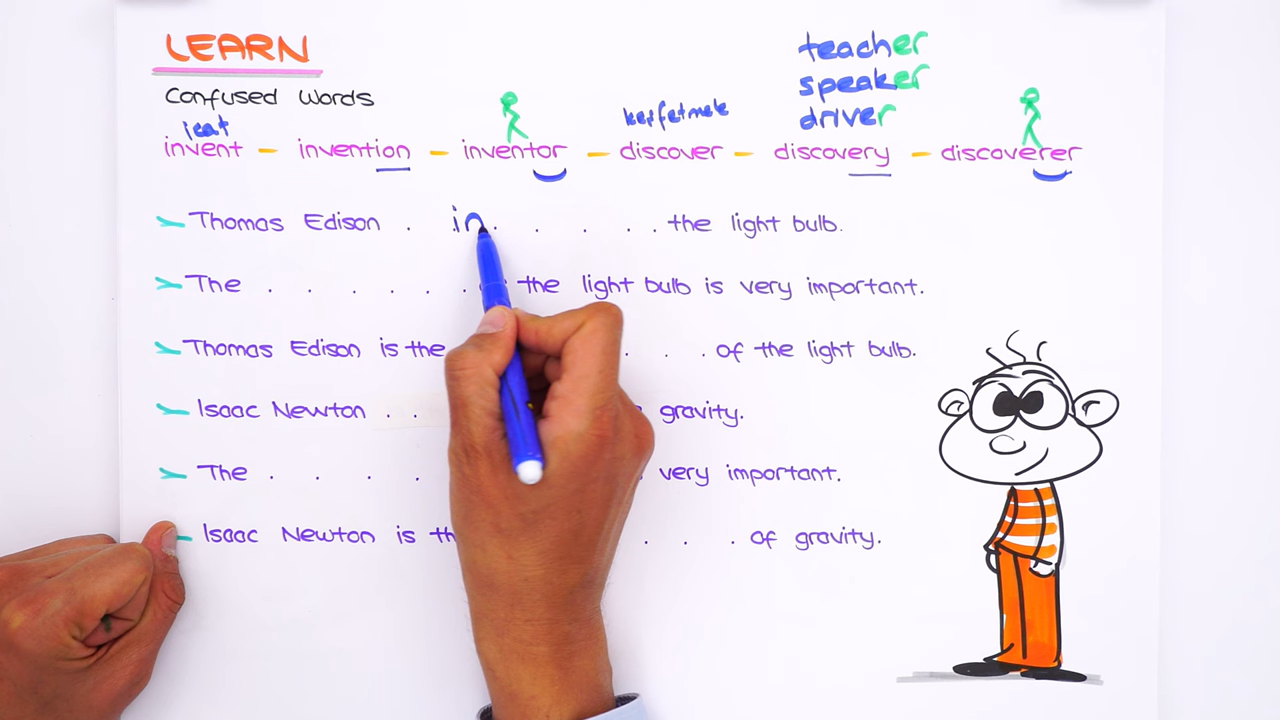 LEARN
teacher
speaker
driver
Confused Words
icat
keşfetmek
invent - invention - inventor - discover - discovery - discoverer
Thomas Edison . in. . . . . the light bulb.
The . . . . . . the light bulb is very important.
Thomas Edison is the . . . of the light bulb.
Isaac Newton . . gravity.
The . . . . very important.
Isaac Newton is th . . . of gravity.